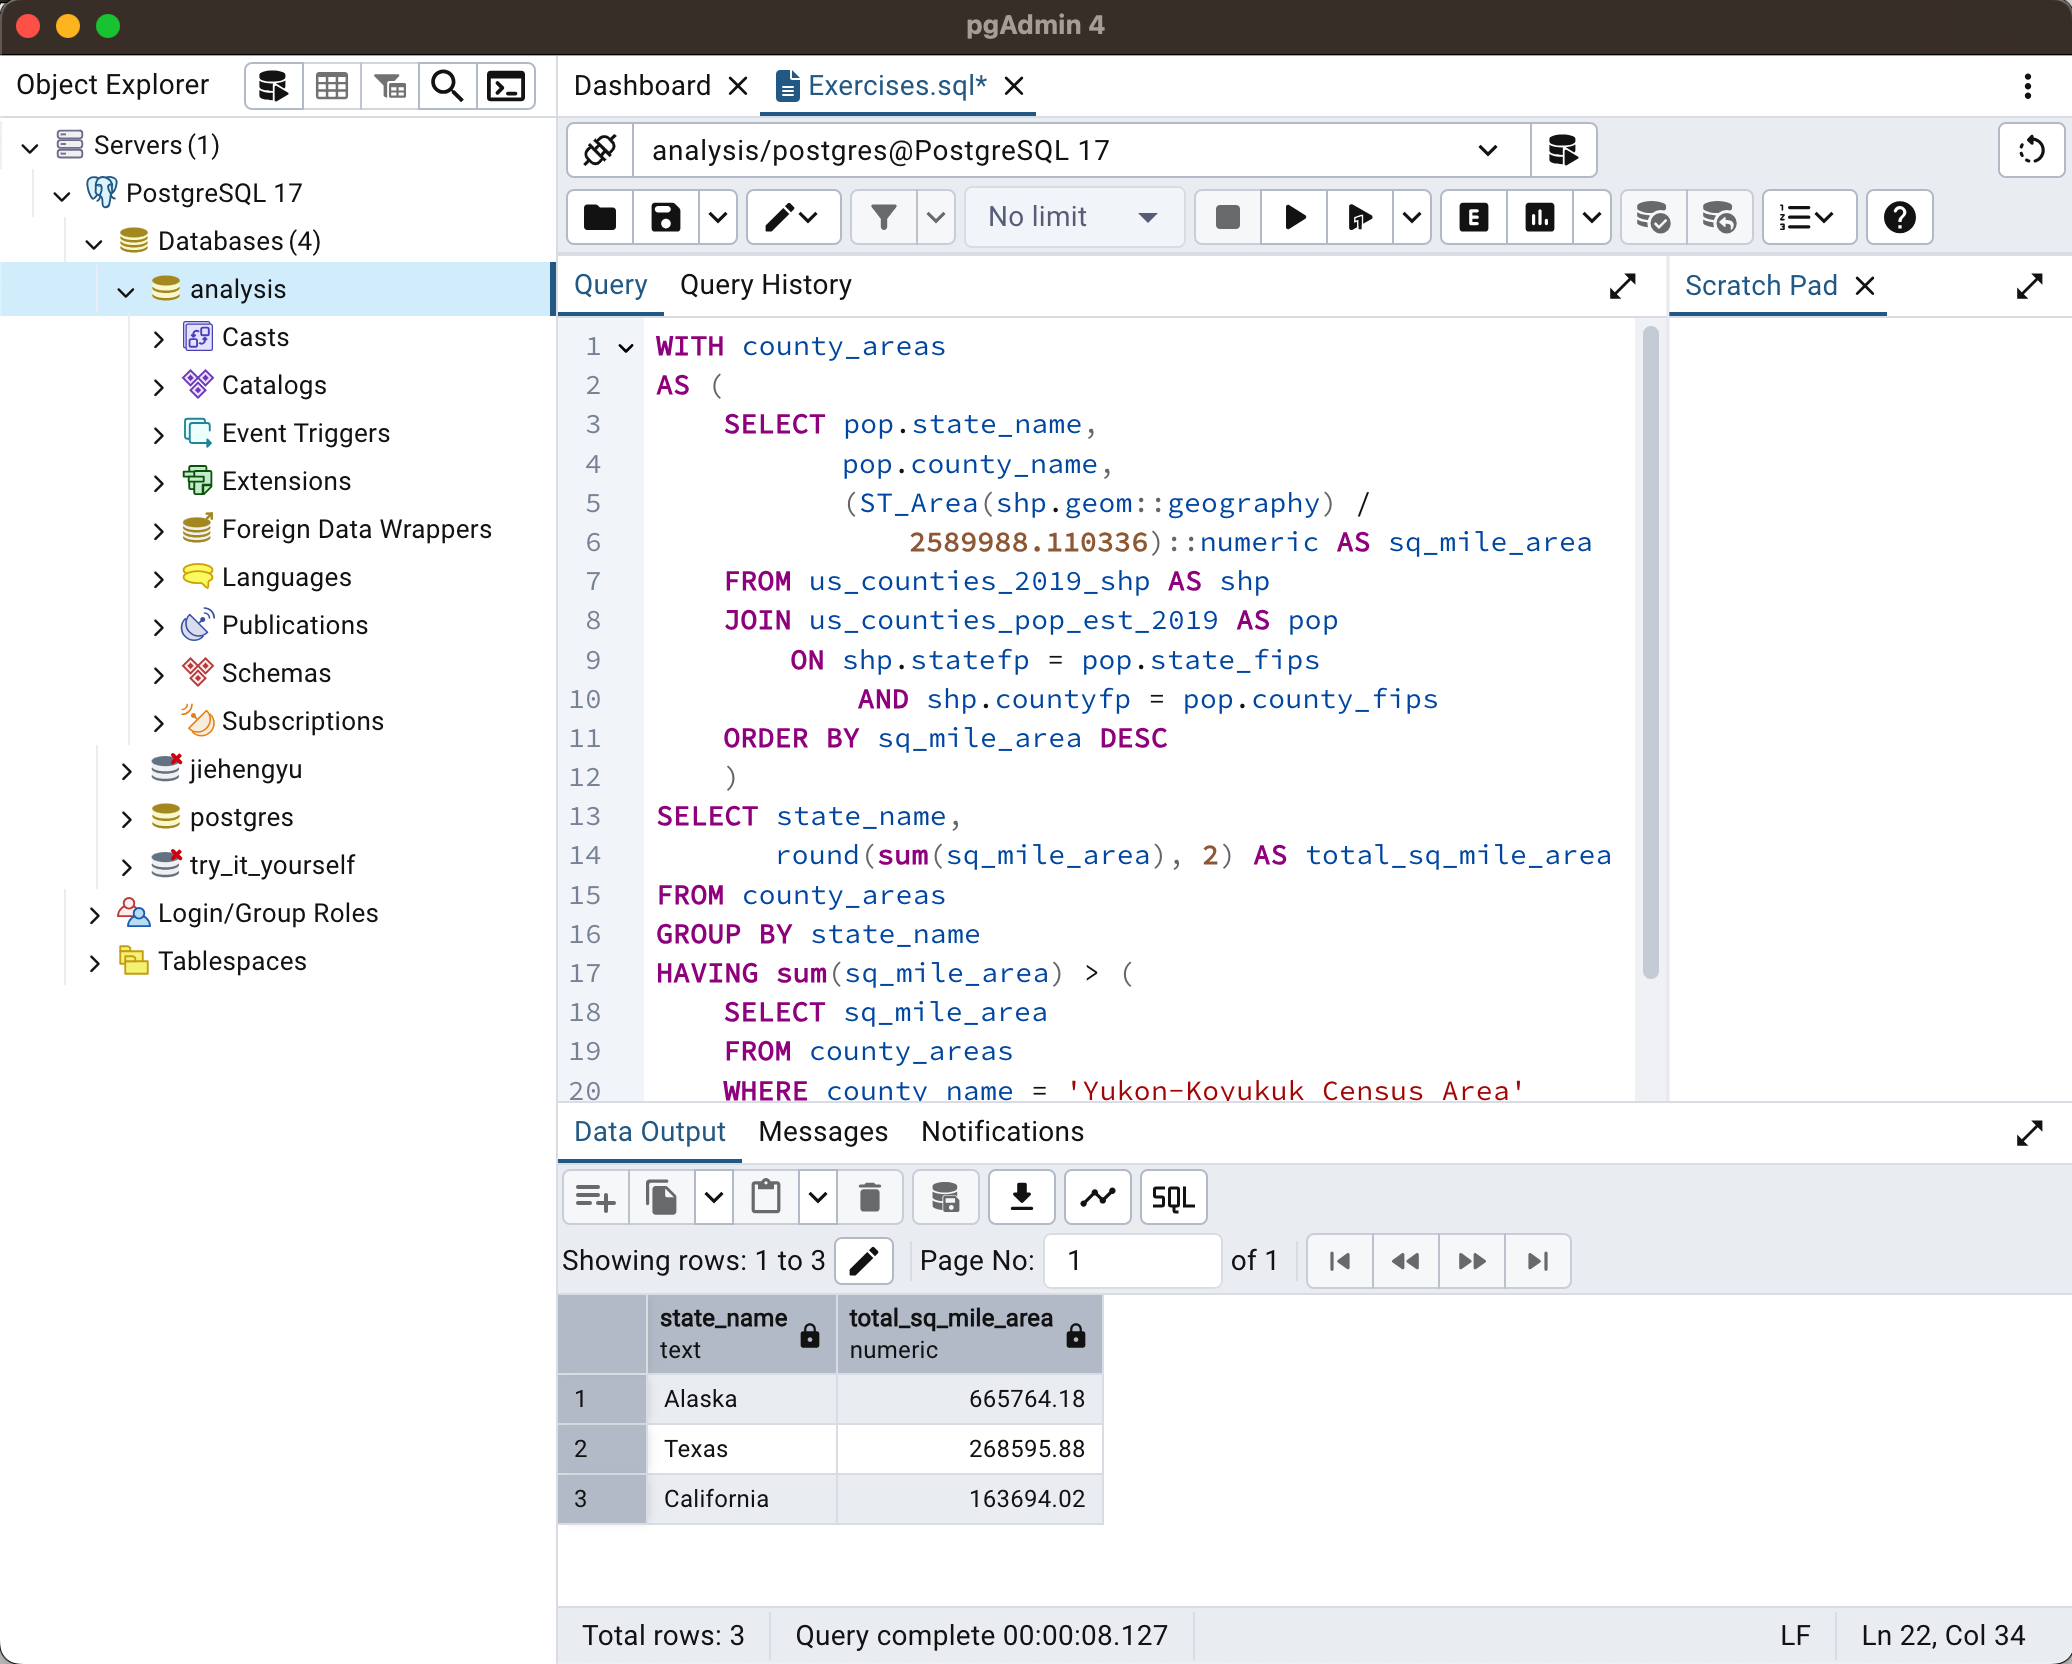 pgAdmin 4
Object Explorer
Servers (1)
PostgreSQL 17
Databases (4)
analysis
Casts
Catalogs
Event Triggers
Extensions
Foreign Data Wrappers
Languages
Publications
Schemas
Subscriptions
jiehengyu
postgres
try_it_yourself
Login/Group Roles
Tablespaces
Dashboard
Exercises.sql*
analysis/postgres@PostgreSQL 17
No limit
E
Query
Query History
Scratch Pad
1 WITH county_areas
2 AS (
3 SELECT pop.state_name,
4 pop.county_name,
5 (ST_Area(shp.geom::geography) /
6 2589988.110336)::numeric AS sq_mile_area
7 FROM us_counties_2019_shp AS shp
8 JOIN us_counties_pop_est_2019 AS pop
9 ON shp.statefp = pop.state_fips
10 AND shp.countyfp = pop.county_fips
11 ORDER BY sq_mile_area DESC
12 )
13 SELECT state_name,
14 round(sum(sq_mile_area), 2) AS total_sq_mile_area
15 FROM county_areas
16 GROUP BY state_name
17 HAVING sum(sq_mile_area) > (
18 SELECT sq_mile_area
19 FROM county_areas
20 WHERE county_name = 'Yukon-Koyukuk Census Area'
Data Output
Messages
Notifications
SQL
Showing rows: 1 to 3
Page No: 1 of 1
state_name total_sq_mile_area
text numeric
1 Alaska 665764.18
2 Texas 268595.88
3 California 163694.02
Total rows: 3
Query complete 00:00:08.127
LF
Ln 22, Col 34